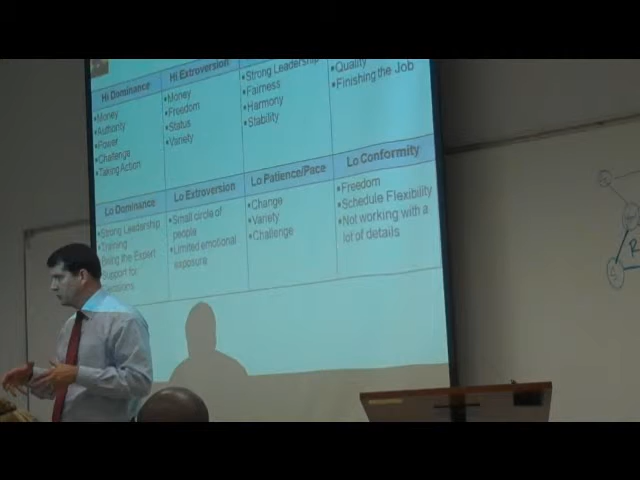 Hi Dominance
•Money
•Authority
•Power
•Challenge
•Taking Action
Hi Extroversion
•Money
•Freedom
•Status
•Variety
•Strong Leadership
•Fairness
•Harmony
•Stability
•Quality
•Finishing the Job
Lo Dominance
•Strong Leadership
•Training
•Being the Expert
•Support for
Lo Extroversion
•Small circle of
people
•Limited emotional
exposure
Lo Patience/Pace
•Change
•Variety
•Challenge
Lo Conformity
•Freedom
•Schedule Flexibility
•Not working with a
lot of details
R